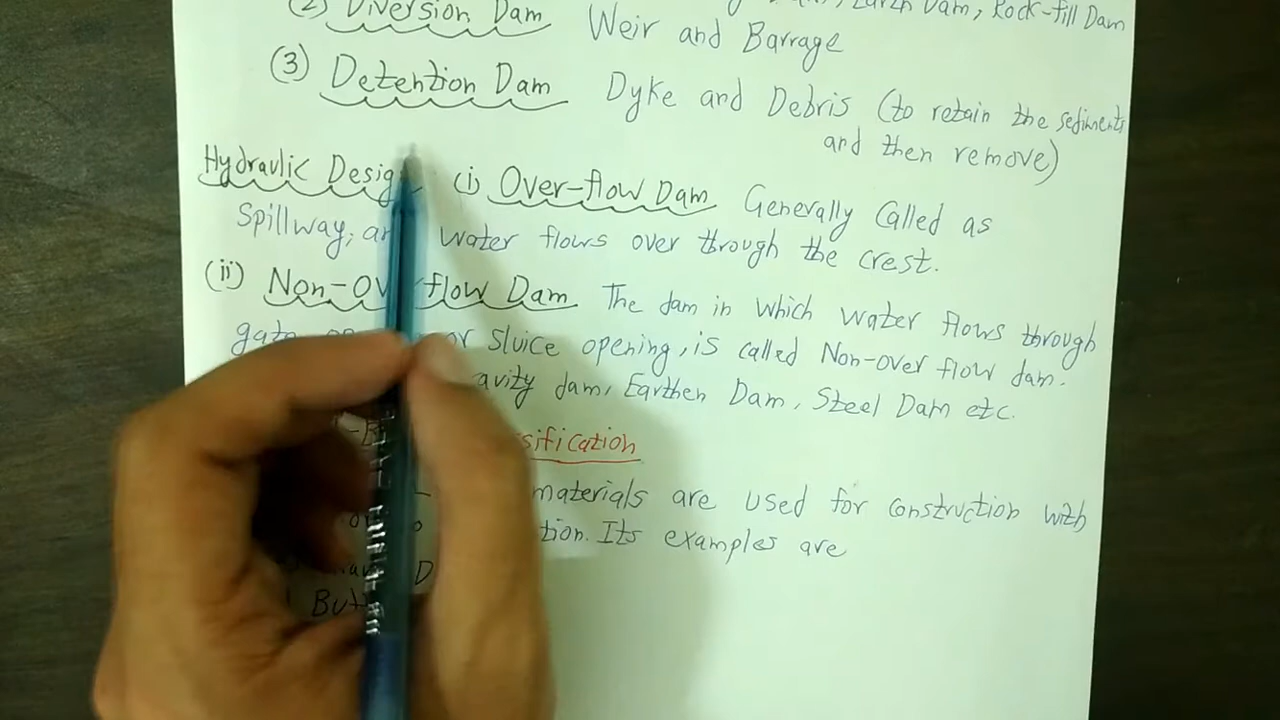 (2) Diversion Dam Weir and Barrage Dam, Rock-fill Dam
(3) Detention Dam Dyke and Debris (to retain the sediments
and then remove)
Hydraulic Design (i) Over-flow Dam Generally Called as
Spillway, and water flows over through the crest.
(ii) Non-Over flow Dam The dam in which water flows through
gate or sluice opening, is called Non-over flow dam.
dam, Earthen Dam, Steel Dam etc.
materials are used for construction with
Its examples are